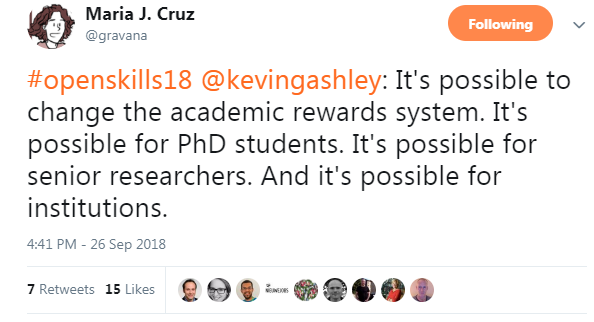 Maria J. Cruz
@gravana
Following
#openskills18 @kevingashley: It's possible to
change the academic rewards system. It's
possible for PhD students. It's possible for
senior researchers. And it's possible for
institutions.
4:41 PM - 26 Sep 2018
7 Retweets 15 Likes